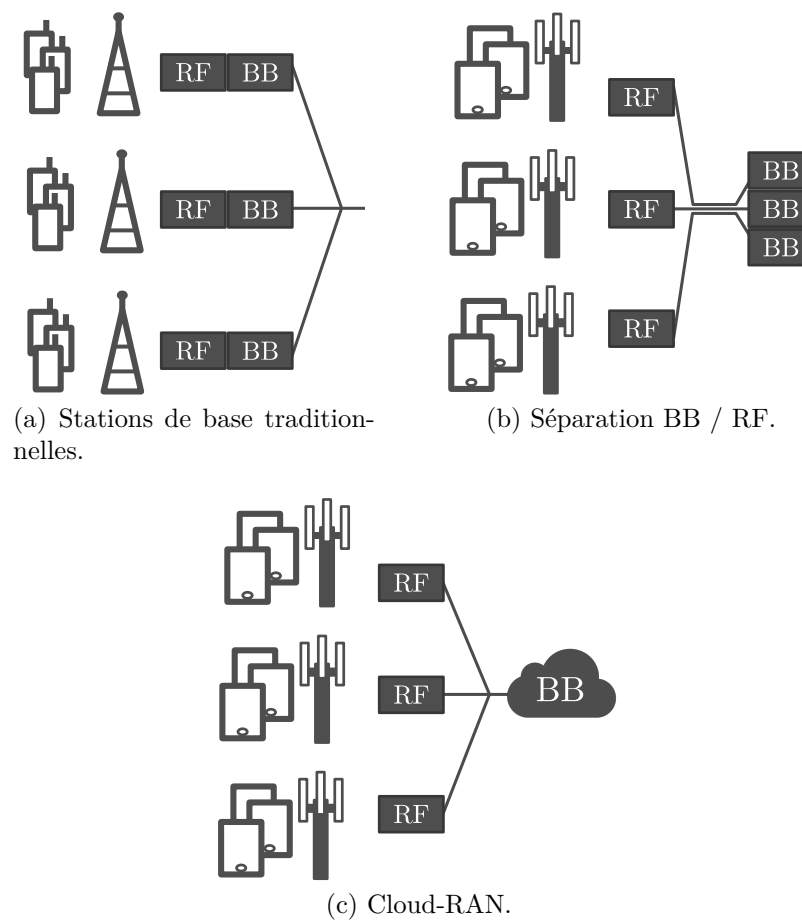 RF BB
RF BB
RF BB
(a) Stations de base tradition-
nelles.
RF
RF
RF
BB
BB
BB
(b) Séparation BB / RF.
RF
RF
RF
BB
(c) Cloud-RAN.